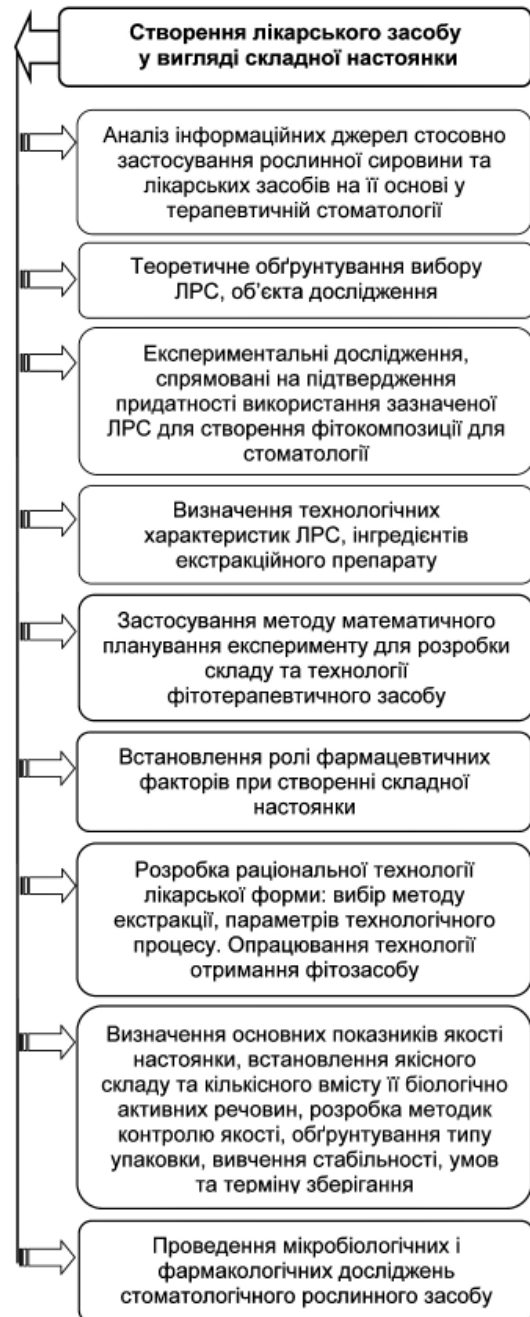 Створення лікарського засобу
у вигляді складної настоянки
Аналіз інформаційних джерел стосовно
застосування рослинної сировини та
лікарських засобів на її основі у
терапевтичній стоматології
Теоретичне обґрунтування вибору
ЛРС, об’єкта дослідження
Експериментальні дослідження,
спрямовані на підтвердження
придатності використання зазначеної
ЛРС для створення фітокомпозиції для
стоматології
Визначення технологічних
характеристик ЛРС, інгредієнтів
екстракційного препарату
Застосування методу математичного
планування експерименту для розробки
складу та технології
фітотерапевтичного засобу
Встановлення ролі фармацевтичних
факторів при створенні складної
настоянки
Розробка раціональної технології
лікарської форми: вибір методу
екстракції, параметрів технологічного
процесу. Опрацювання технології
отримання фітозасобу
Визначення основних показників якості
настоянки, встановлення якісного
складу та кількісного вмісту її біологічно
активних речовин, розробка методик
контролю якості, обґрунтування типу
упаковки, вивчення стабільності, умов
та терміну зберігання
Проведення мікробіологічних і
фармакологічних досліджень
стоматологічного рослинного засобу